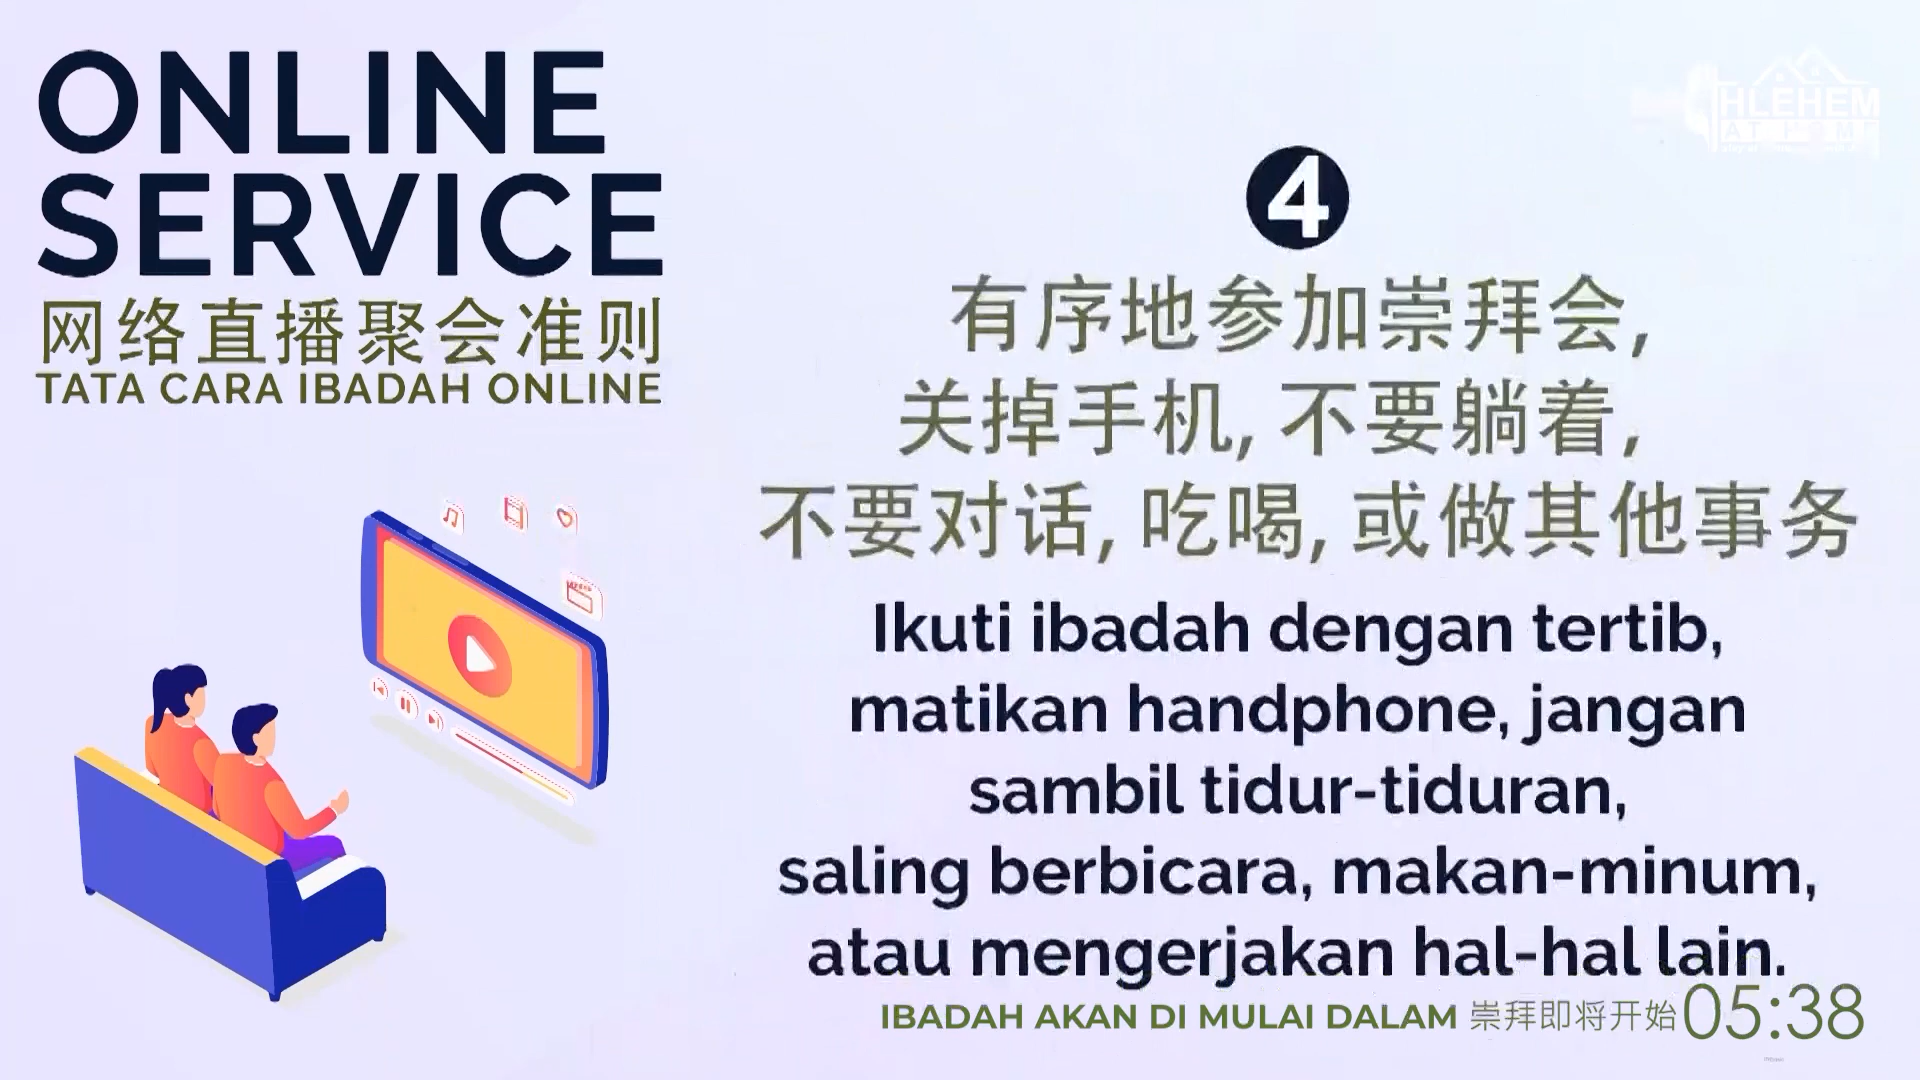 ONLINE
SERVICE
网络直播聚会准则
TATA CARA IBADAH ONLINE
4
有序地参加崇拜会,
关掉手机, 不要躺着,
不要对话, 吃喝, 或做其他事务
Ikuti ibadah dengan tertib,
matikan handphone, jangan
sambil tidur-tiduran,
saling berbicara, makan-minum,
atau mengerjakan hal-hal lain.
IBADAH AKAN DI MULAI DALAM 崇拜即将开始 05:38
HLEHEM
AT HOME